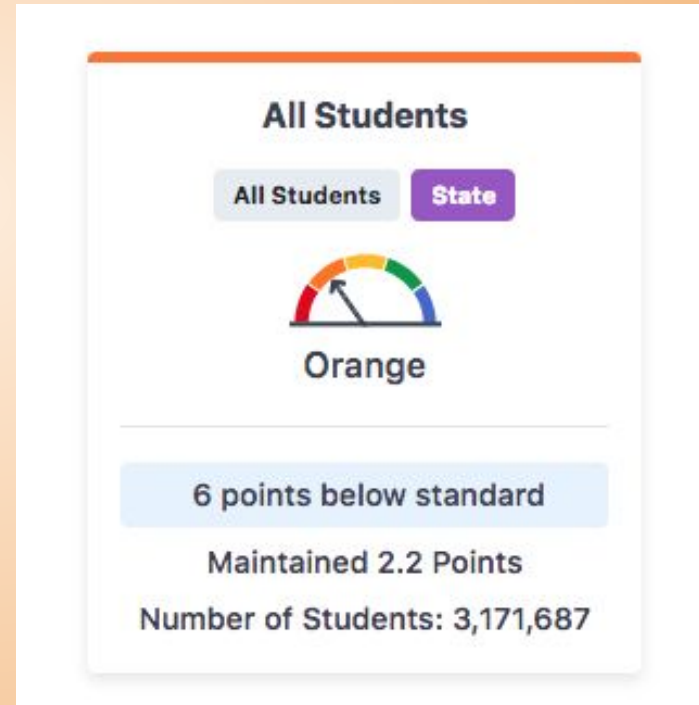 All Students
All Students State
Orange
6 points below standard
Maintained 2.2 Points
Number of Students: 3,171,687